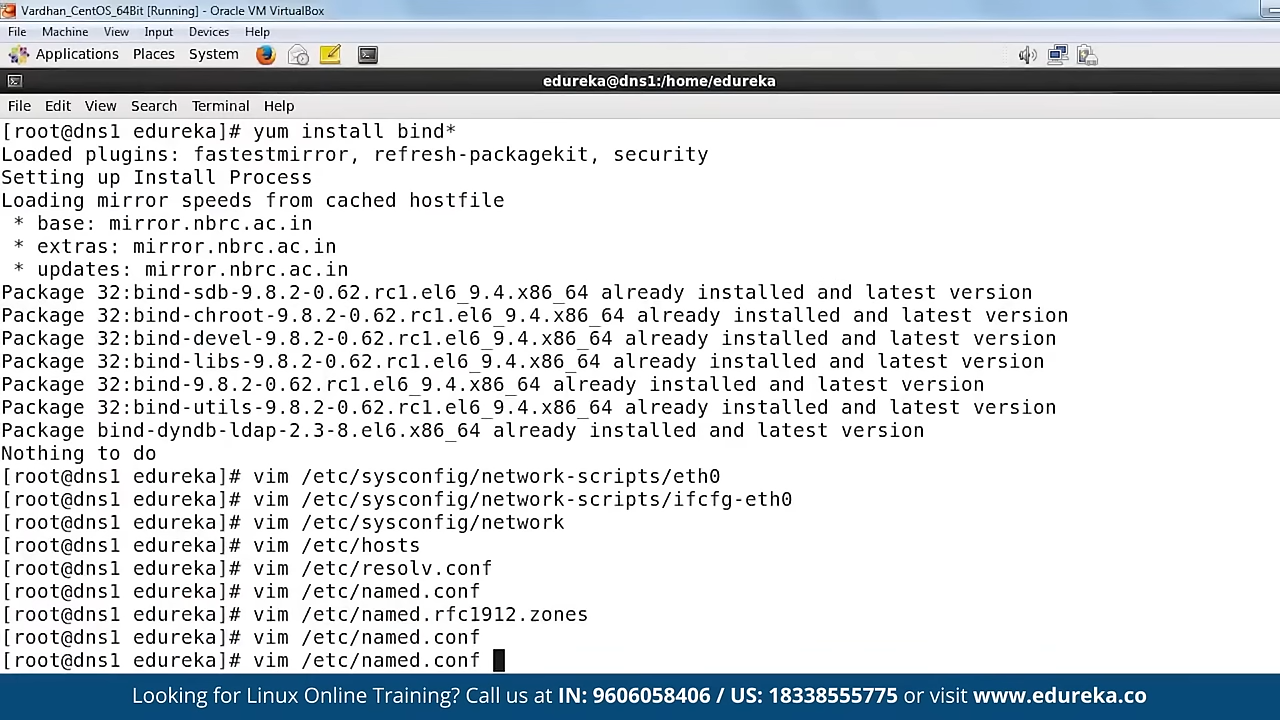 Vardhan_CentOS_64Bit [Running] - Oracle VM VirtualBox
File Machine View Input Devices Help
Applications Places System
edureka@dns1:/home/edureka
File Edit View Search Terminal Help
[root@dns1 edureka]# yum install bind*
Loaded plugins: fastestmirror, refresh-packagekit, security
Setting up Install Process
Loading mirror speeds from cached hostfile
 * base: mirror.nbrc.ac.in
 * extras: mirror.nbrc.ac.in
 * updates: mirror.nbrc.ac.in
Package 32:bind-sdb-9.8.2-0.62.rc1.el6_9.4.x86_64 already installed and latest version
Package 32:bind-chroot-9.8.2-0.62.rc1.el6_9.4.x86_64 already installed and latest version
Package 32:bind-devel-9.8.2-0.62.rc1.el6_9.4.x86_64 already installed and latest version
Package 32:bind-libs-9.8.2-0.62.rc1.el6_9.4.x86_64 already installed and latest version
Package 32:bind-9.8.2-0.62.rc1.el6_9.4.x86_64 already installed and latest version
Package 32:bind-utils-9.8.2-0.62.rc1.el6_9.4.x86_64 already installed and latest version
Package bind-dyndb-ldap-2.3-8.el6.x86_64 already installed and latest version
Nothing to do
[root@dns1 edureka]# vim /etc/sysconfig/network-scripts/eth0
[root@dns1 edureka]# vim /etc/sysconfig/network-scripts/ifcfg-eth0
[root@dns1 edureka]# vim /etc/sysconfig/network
[root@dns1 edureka]# vim /etc/hosts
[root@dns1 edureka]# vim /etc/resolv.conf
[root@dns1 edureka]# vim /etc/named.conf
[root@dns1 edureka]# vim /etc/named.rfc1912.zones
[root@dns1 edureka]# vim /etc/named.conf
[root@dns1 edureka]# vim /etc/named.conf
Looking for Linux Online Training? Call us at IN: 9606058406 / US: 18338555775 or visit www.edureka.co